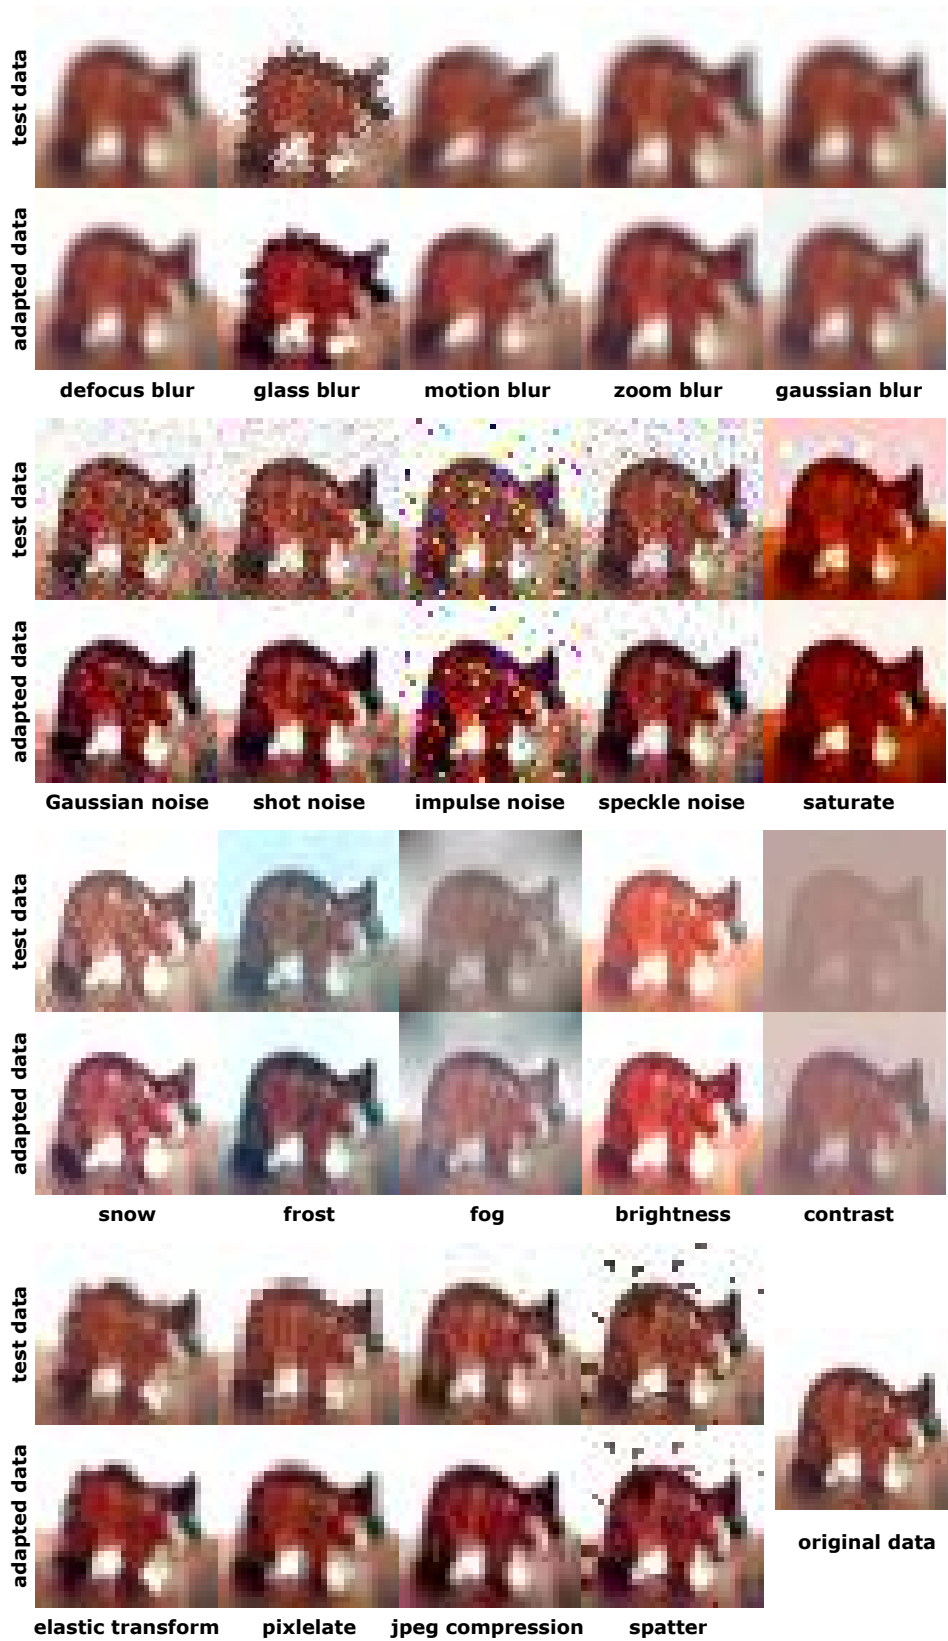 test data
adapted data
defocus blur glass blur motion blur zoom blur gaussian blur
test data
adapted data
Gaussian noise shot noise impulse noise speckle noise saturate
test data
adapted data
snow frost fog brightness contrast
test data
adapted data
original data
elastic transform pixlelate jpeg compression spatter